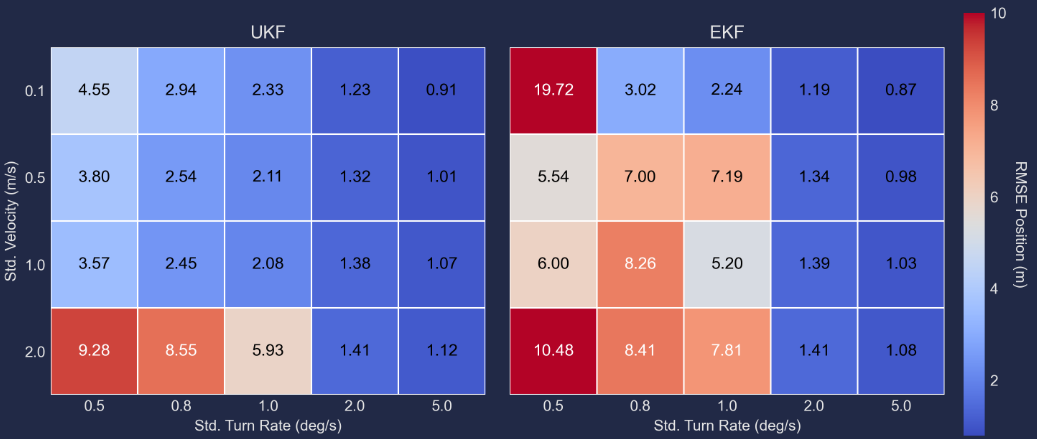 UKF EKF
10
0.1 4.55 2.94 2.33 1.23 0.91 19.72 3.02 2.24 1.19 0.87
8
0.5 3.80 2.54 2.11 1.32 1.01 5.54 7.00 7.19 1.34 0.98
6
1.0 3.57 2.45 2.08 1.38 1.07 6.00 8.26 5.20 1.39 1.03
4
2.0 9.28 8.55 5.93 1.41 1.12 10.48 8.41 7.81 1.41 1.08
2
0.5 0.8 1.0 2.0 5.0 0.5 0.8 1.0 2.0 5.0
Std. Turn Rate (deg/s) Std. Turn Rate (deg/s)
Std. Velocity (m/s)
RMSE Position (m)